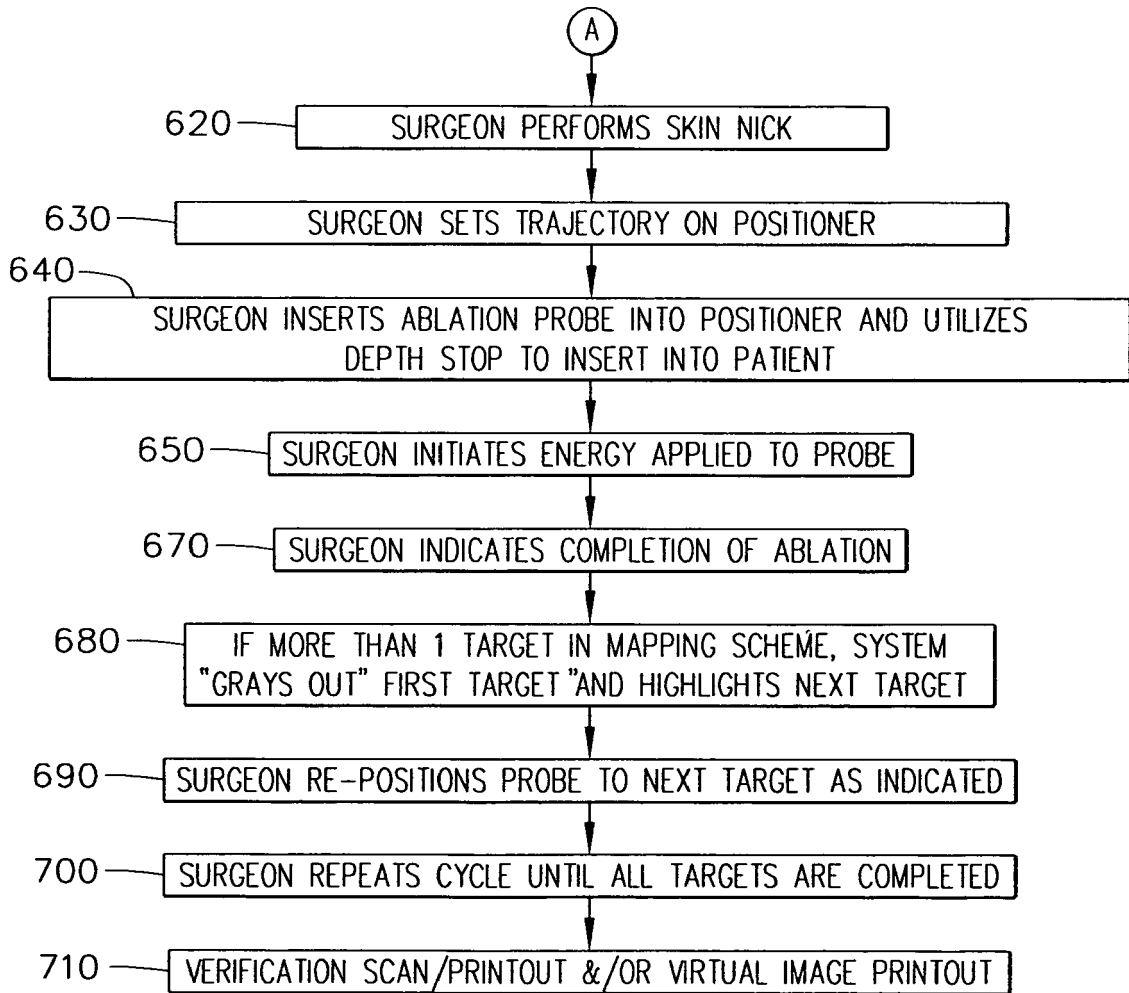 A
620
SURGEON PERFORMS SKIN NICK
630
SURGEON SETS TRAJECTORY ON POSITIONER
640
SURGEON INSERTS ABLATION PROBE INTO POSITIONER AND UTILIZES
DEPTH STOP TO INSERT INTO PATIENT
650
SURGEON INITIATES ENERGY APPLIED TO PROBE
670
SURGEON INDICATES COMPLETION OF ABLATION
680
IF MORE THAN 1 TARGET IN MAPPING SCHEME, SYSTEM
"GRAYS OUT" FIRST TARGET "AND HIGHLIGHTS NEXT TARGET
690
SURGEON RE-POSITIONS PROBE TO NEXT TARGET AS INDICATED
700
SURGEON REPEATS CYCLE UNTIL ALL TARGETS ARE COMPLETED
710
VERIFICATION SCAN/PRINTOUT &/OR VIRTUAL IMAGE PRINTOUT